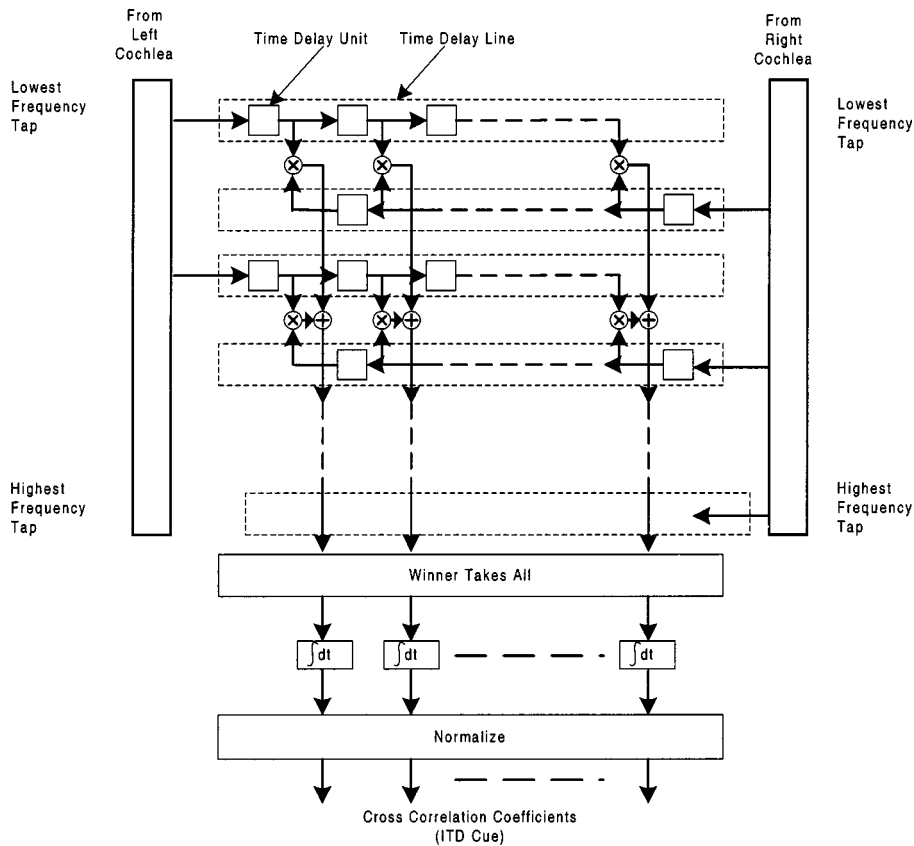 From
Left
Cochlea
Time Delay Unit
Time Delay Line
From
Right
Cochlea
Lowest
Frequency
Tap
Lowest
Frequency
Tap
Highest
Frequency
Tap
Highest
Frequency
Tap
Winner Takes All
∫dt
∫dt
∫dt
Normalize
Cross Correlation Coefficients
(ITD Cue)